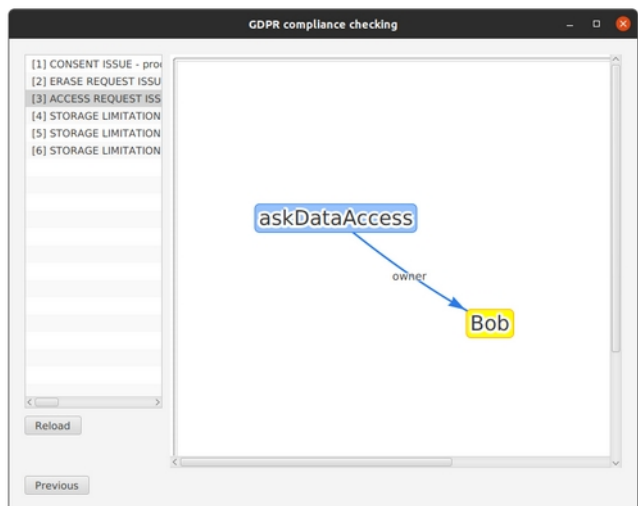 GDPR compliance checking
[1] CONSENT ISSUE - pro
[2] ERASE REQUEST ISSU
[3] ACCESS REQUEST ISS
[4] STORAGE LIMITATION
[5] STORAGE LIMITATION
[6] STORAGE LIMITATION
askDataAccess
owner
Bob
Reload
Previous